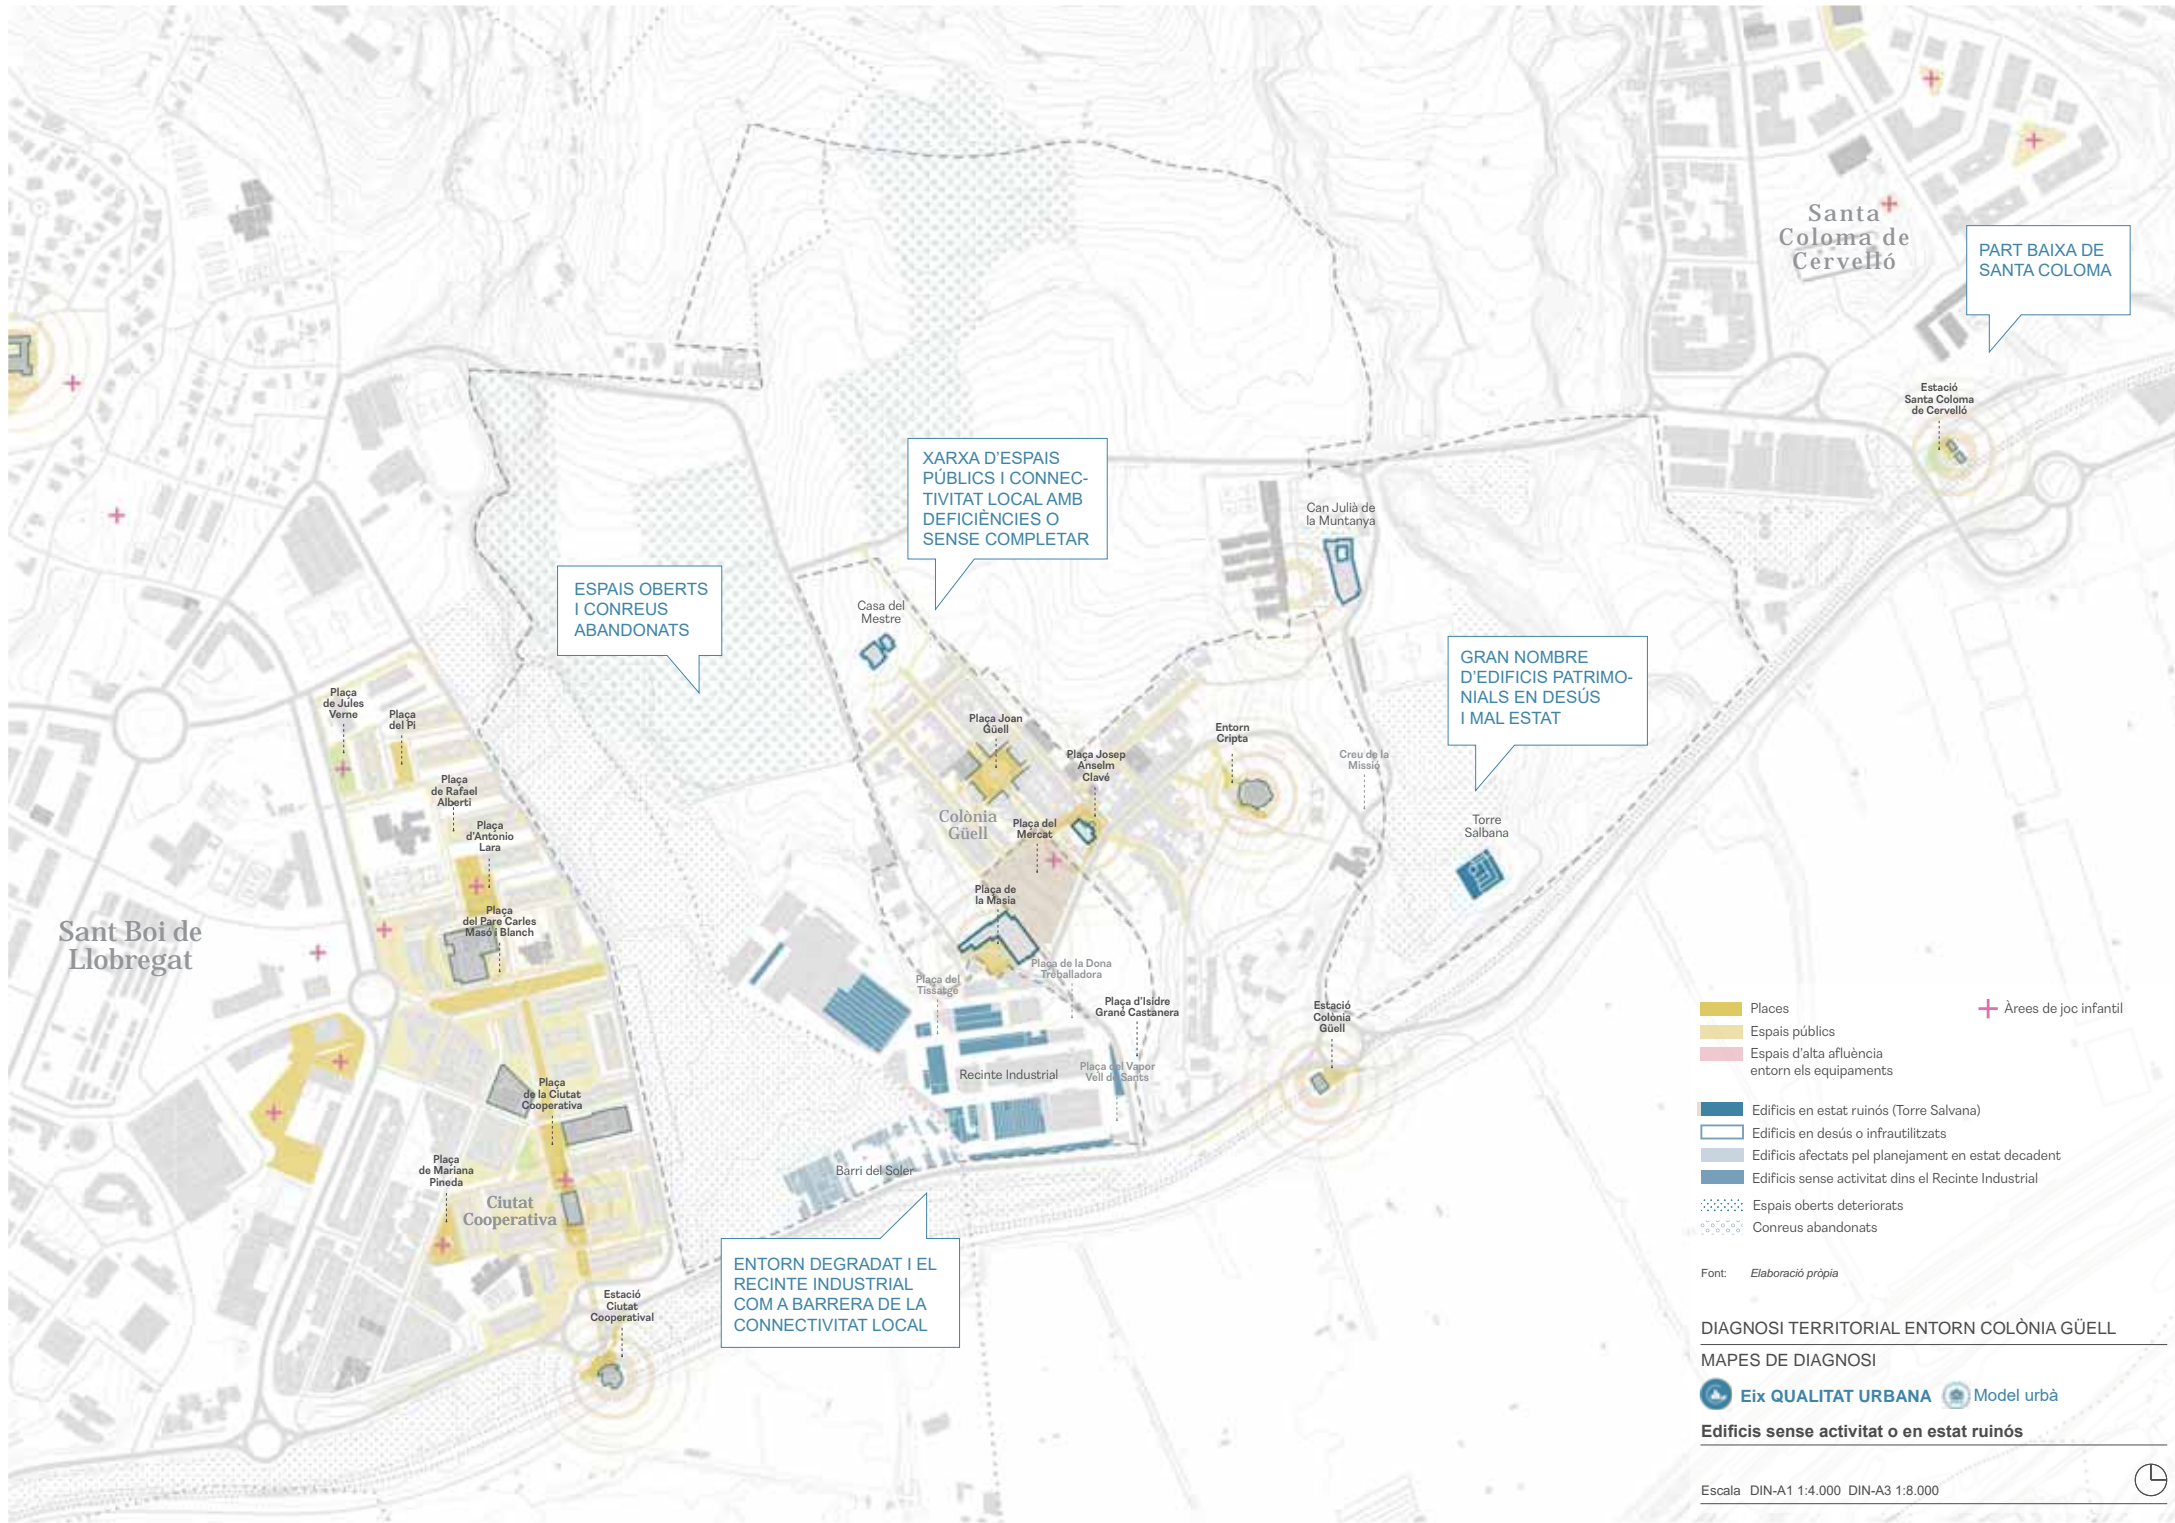 Santa
Coloma de
Cervelló
PART BAIXA DE
SANTA COLOMA
Estació
Santa Coloma
de Cervelló
XARXA D'ESPAIS
PÚBLICS I CONNEC-
TIVITAT LOCAL AMB
DEFICIÈNCIES O
SENSE COMPLETAR
Can Julià de
la Muntanya
ESPAIS OBERTS
I CONREUS
ABANDONATS
Casa del
Mestre
GRAN NOMBRE
D'EDIFICIS PATRIMO-
NIALS EN DESÚS
I MAL ESTAT
Plaça
de Jules
Verne
Plaça
del Pi
Plaça Joan
Güell
Plaça Josep
Anselm
Clavé
Entorn
Cripta
Creu de la
Missió
Plaça
de Rafael
Alberti
Plaça
d'Antonio
Lara
Colònia
Güell
Plaça del
Mercat
Torre
Salbana
Plaça de
la Masia
Plaça
del Pare Carles
Masó i Blanch
Sant Boi de
Llobregat
Plaça de la Dona
Treballadora
Plaça del
Tissatge
Plaça d'Isidre
Grané Castanera
Estació
Colònia
Güell
Recinte Industrial
Plaça del Vapor
Vell de Sants
Plaça
de la Ciutat
Cooperativa
Barri del Soler
Plaça
de Mariana
Pineda
Ciutat
Cooperativa
ENTORN DEGRADAT I EL
RECINTE INDUSTRIAL
COM A BARRERA DE LA
CONNECTIVITAT LOCAL
Estació
Ciutat
Cooperatival
Places
Àrees de joc infantil
Espais públics
Espais d'alta afluència
entorn els equipaments
Edificis en estat ruinós (Torre Salvana)
Edificis en desús o infrautilitzats
Edificis afectats pel planejament en estat decadent
Edificis sense activitat dins el Recinte Industrial
Espais oberts deteriorats
Conreus abandonats
Font: Elaboració pròpia
DIAGNOSI TERRITORIAL ENTORN COLÒNIA GÜELL
MAPES DE DIAGNOSI
Eix QUALITAT URBANA Model urbà
Edificis sense activitat o en estat ruinós
Escala DIN-A1 1:4.000 DIN-A3 1:8.000